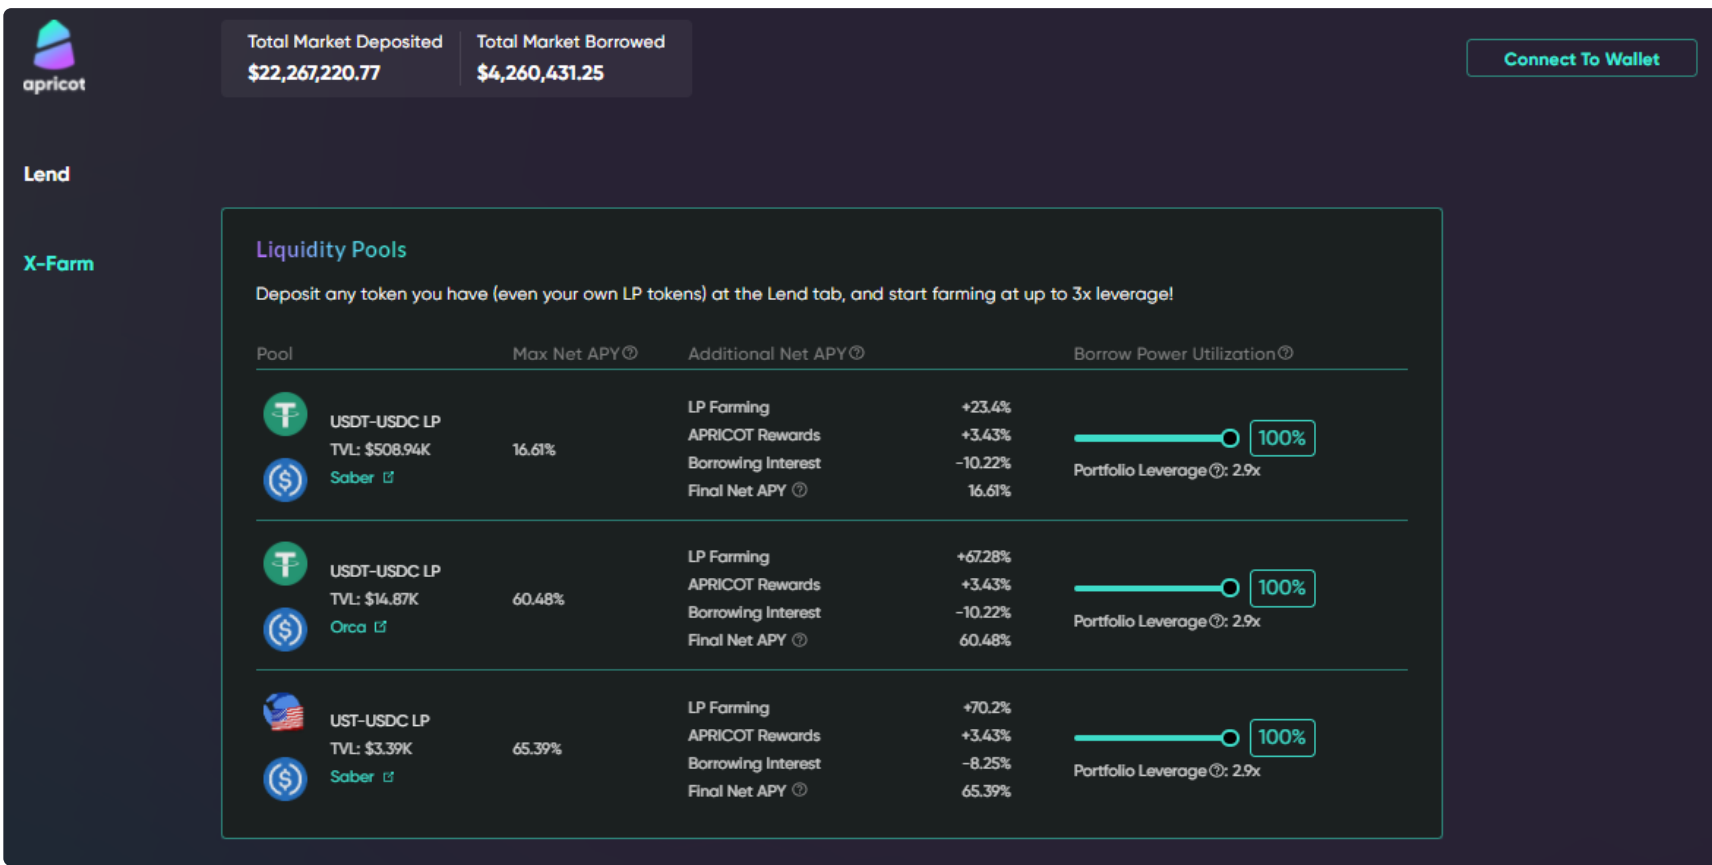 apricot
Total Market Deposited
$22,267,220.77
Total Market Borrowed
$4,260,431.25
Connect To Wallet
Lend
X-Farm
Liquidity Pools
Deposit any token you have (even your own LP tokens) at the Lend tab, and start farming at up to 3x leverage!
Pool Max Net APY Additional Net APY Borrow Power Utilization
USDT-USDC LP
TVL: $508.94K
Saber
16.61%
LP Farming +23.4%
APRICOT Rewards +3.43%
Borrowing Interest -10.22%
Final Net APY 16.61%
100%
Portfolio Leverage: 2.9x
USDT-USDC LP
TVL: $14.87K
Orca
60.48%
LP Farming +67.28%
APRICOT Rewards +3.43%
Borrowing Interest -10.22%
Final Net APY 60.48%
100%
Portfolio Leverage: 2.9x
UST-USDC LP
TVL: $3.39K
Saber
65.39%
LP Farming +70.2%
APRICOT Rewards +3.43%
Borrowing Interest -8.25%
Final Net APY 65.39%
100%
Portfolio Leverage: 2.9x